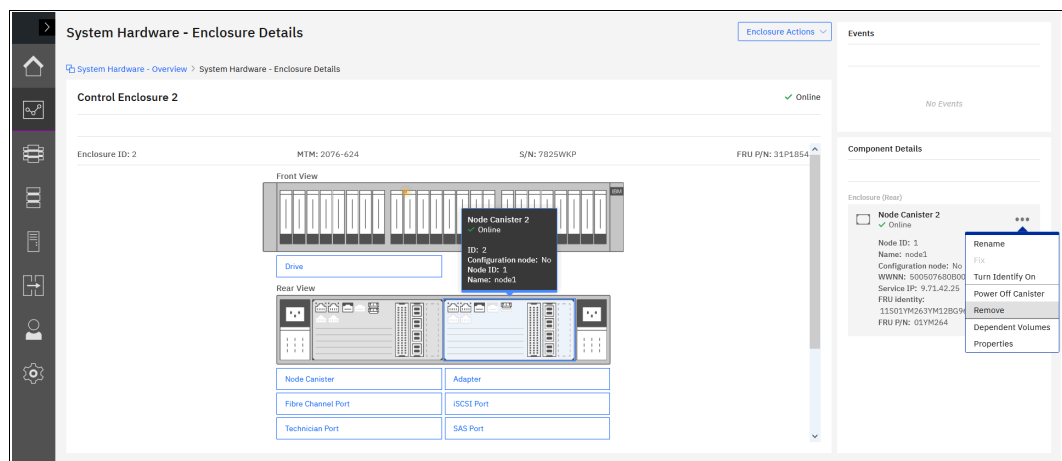 System Hardware - Enclosure Details
Enclosure Actions
System Hardware - Overview > System Hardware - Enclosure Details
Control Enclosure 2
Online
Enclosure ID: 2
MTM: 2076-624
S/N: 7825WKP
FRU P/N: 31P1854
Front View
Node Canister 2
Online
ID: 2
Configuration node: No
Node ID: 1
Name: node1
Drive
Rear View
Node Canister
Adapter
Fibre Channel Port
iSCSI Port
Technician Port
SAS Port
Events
No Events
Component Details
Enclosure (Rear)
Node Canister 2
Online
Node ID: 1
Name: node1
Configuration node: No
WWNN: 500507680B00
Service IP: 9.71.42.25
FRU identity:
11S01YM263YM12BG9
FRU P/N: 01YM264
Rename
Fix
Turn Identify On
Power Off Canister
Remove
Dependent Volumes
Properties